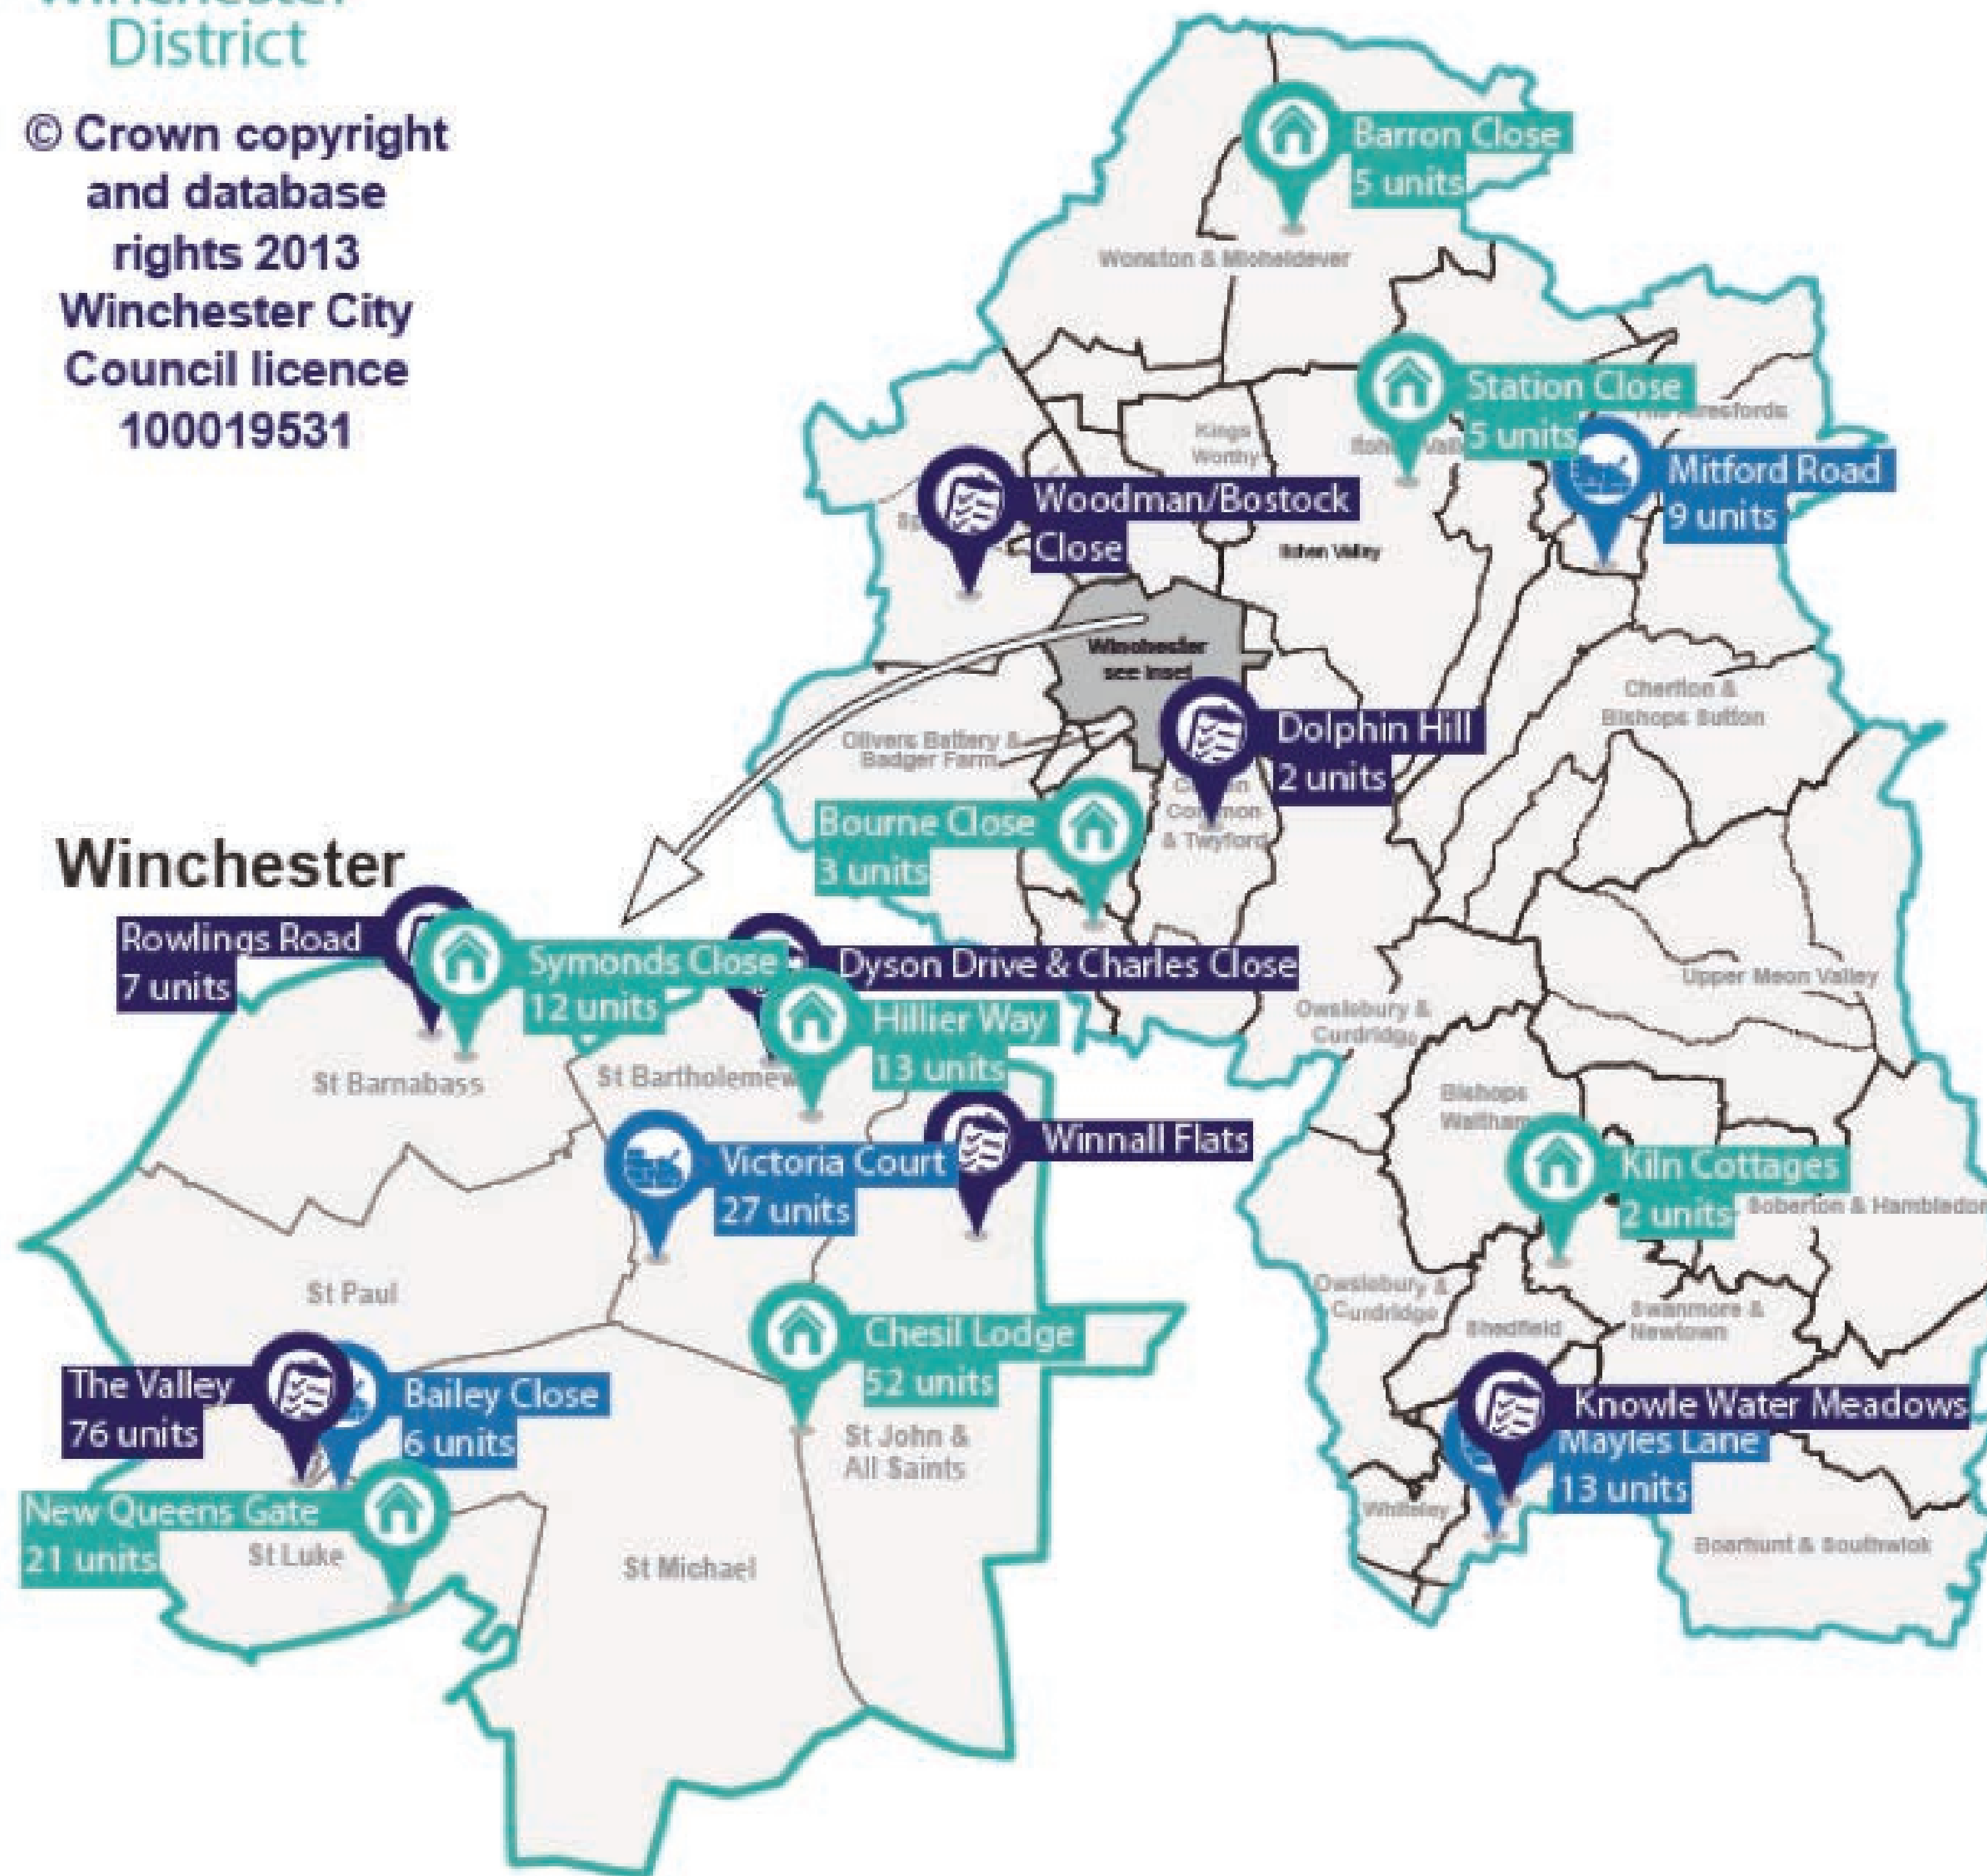 District
© Crown copyright
and database
rights 2013
Winchester City
Council licence
100019531
Barron Close
5 units
Wonston & Micheldever
Station Close
5 units
Kings
Worthy
Mitford Road
9 units
Woodman/Bostock
Close
Itchen Valley
Winchester
see inset
Cheriton &
Bishops Sutton
Dolphin Hill
2 units
Olivers Battery &
Badger Farm
& Twyford
Bourne Close
3 units
Winchester
Rowlings Road
7 units
Symonds Close
12 units
Dyson Drive & Charles Close
Hillier Way
13 units
Upper Meon Valley
Owslebury &
Curdridge
St Barnabass
St Bartholemew
Bishops
Waltham
Winnall Flats
Victoria Court
27 units
Kiln Cottages
2 units
Soberton & Hambledon
St Paul
Owslebury &
Curdridge
Swanmore &
Newtown
Shedfield
Chesil Lodge
52 units
The Valley
76 units
Bailey Close
6 units
St John &
All Saints
Knowle Water Meadows
Mayles Lane
13 units
New Queens Gate
21 units
St Luke
St Michael
Whiteley
Boarhunt & Southwick